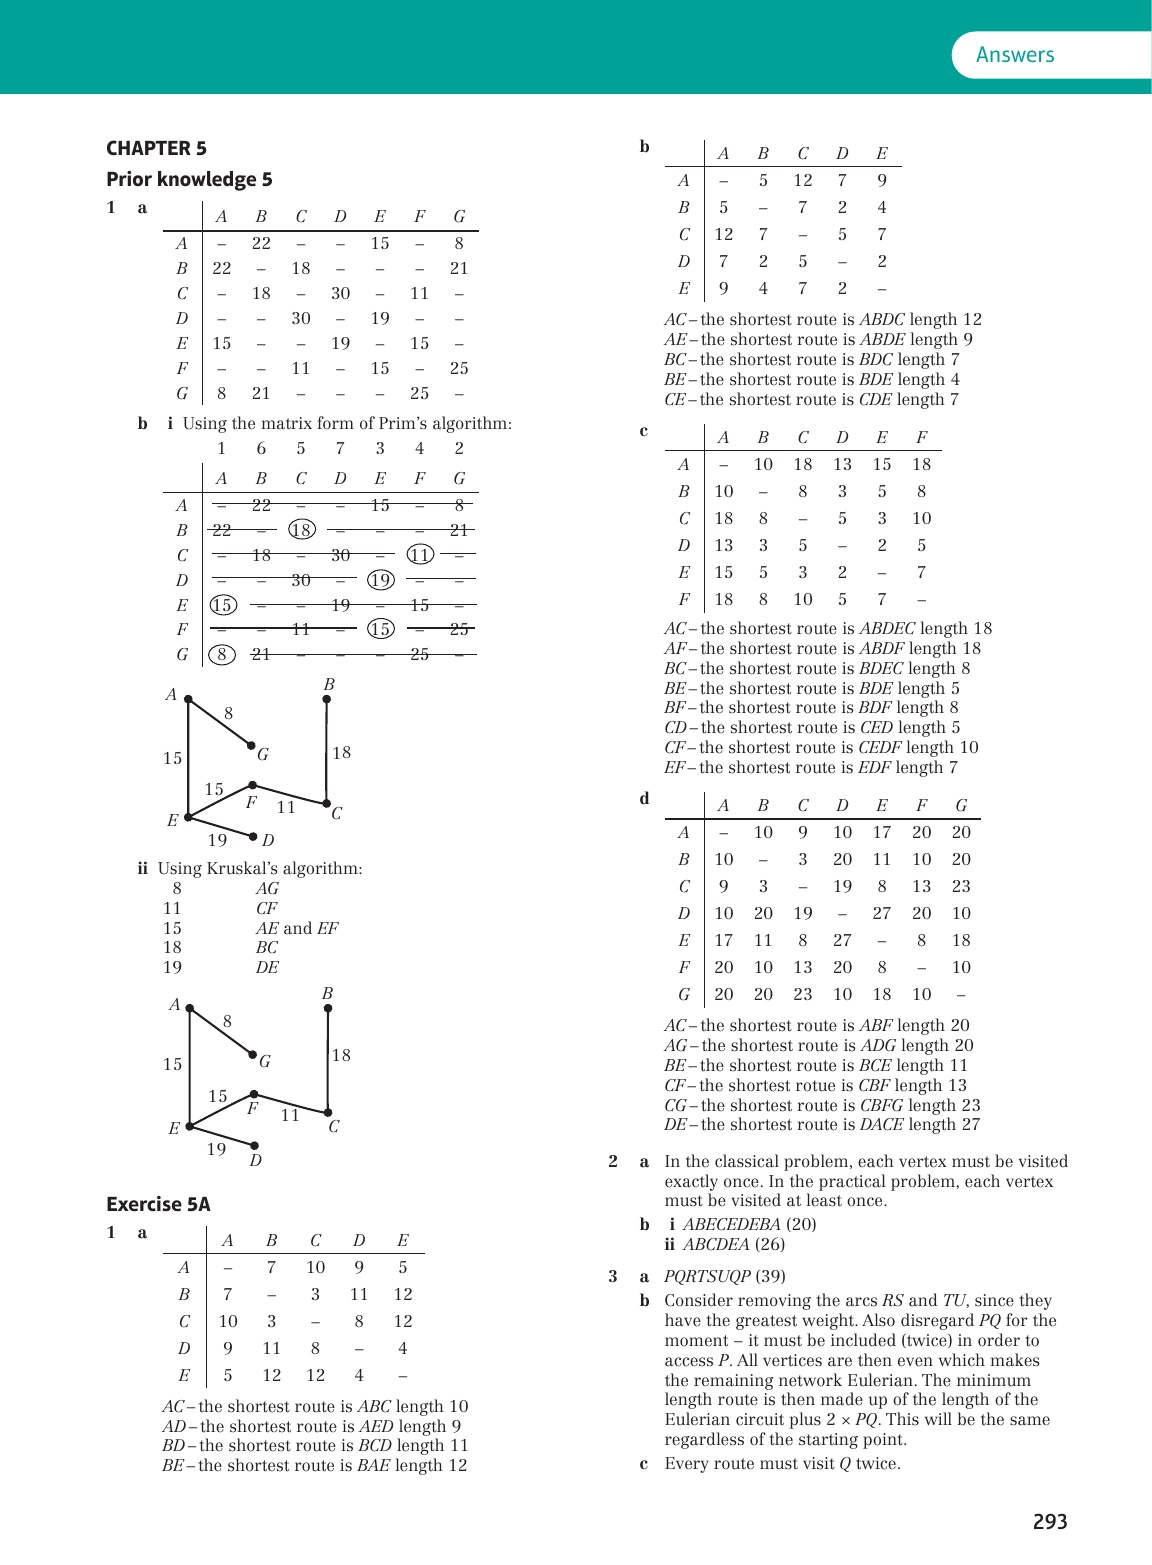 Answers
CHAPTER 5
Prior knowledge 5
1 a
A B C D E F G
A – 22 – – 15 – 8
B 22 – 18 – – – 21
C – 18 – 30 – 11 –
D – – 30 – 19 – –
E 15 – – 19 – 15 –
F – – 11 – 15 – 25
G 8 21 – – – 25 –
b i Using the matrix form of Prim's algorithm:
1 6 5 7 3 4 2
A B C D E F G
A – 22 – – 15 – 8
B 22 – 18 – – – 21
C – 18 – 30 – 11 –
D – – 30 – 19 – –
E 15 – – 19 – 15 –
F – – 11 – 15 – 25
G 8 21 – – – 25 –
A B
8
G
15 18
15
F 11 C
E
19 D
ii Using Kruskal's algorithm:
8 AG
11 CF
15 AE and EF
18 BC
19 DE
A B
8
G
15 18
15
F 11
E C
19
D
Exercise 5A
1 a
A B C D E
A – 7 10 9 5
B 7 – 3 11 12
C 10 3 – 8 12
D 9 11 8 – 4
E 5 12 12 4 –
AC – the shortest route is ABC length 10
AD – the shortest route is AED length 9
BD – the shortest route is BCD length 11
BE – the shortest route is BAE length 12
b
A B C D E
A – 5 12 7 9
B 5 – 7 2 4
C 12 7 – 5 7
D 7 2 5 – 2
E 9 4 7 2 –
AC – the shortest route is ABDC length 12
AE – the shortest route is ABDE length 9
BC – the shortest route is BDC length 7
BE – the shortest route is BDE length 4
CE – the shortest route is CDE length 7
c
A B C D E F
A – 10 18 13 15 18
B 10 – 8 3 5 8
C 18 8 – 5 3 10
D 13 3 5 – 2 5
E 15 5 3 2 – 7
F 18 8 10 5 7 –
AC – the shortest route is ABDEC length 18
AF – the shortest route is ABDF length 18
BC – the shortest route is BDEC length 8
BE – the shortest route is BDE length 5
BF – the shortest route is BDF length 8
CD – the shortest route is CED length 5
CF – the shortest route is CEDF length 10
EF – the shortest route is EDF length 7
d
A B C D E F G
A – 10 9 10 17 20 20
B 10 – 3 20 11 10 20
C 9 3 – 19 8 13 23
D 10 20 19 – 27 20 10
E 17 11 8 27 – 8 18
F 20 10 13 20 8 – 10
G 20 20 23 10 18 10 –
AC – the shortest route is ABF length 20
AG – the shortest route is ADG length 20
BE – the shortest route is BCE length 11
CF – the shortest rotue is CBF length 13
CG – the shortest route is CBFG length 23
DE – the shortest route is DACE length 27
2 a In the classical problem, each vertex must be visited
exactly once. In the practical problem, each vertex
must be visited at least once.
b i ABECEDEBA (20)
ii ABCDEA (26)
3 a PQRTSUQP (39)
b Consider removing the arcs RS and TU, since they
have the greatest weight. Also disregard PQ for the
moment – it must be included (twice) in order to
access P. All vertices are then even which makes
the remaining network Eulerian. The minimum
length route is then made up of the length of the
Eulerian circuit plus 2 × PQ. This will be the same
regardless of the starting point.
c Every route must visit Q twice.
293